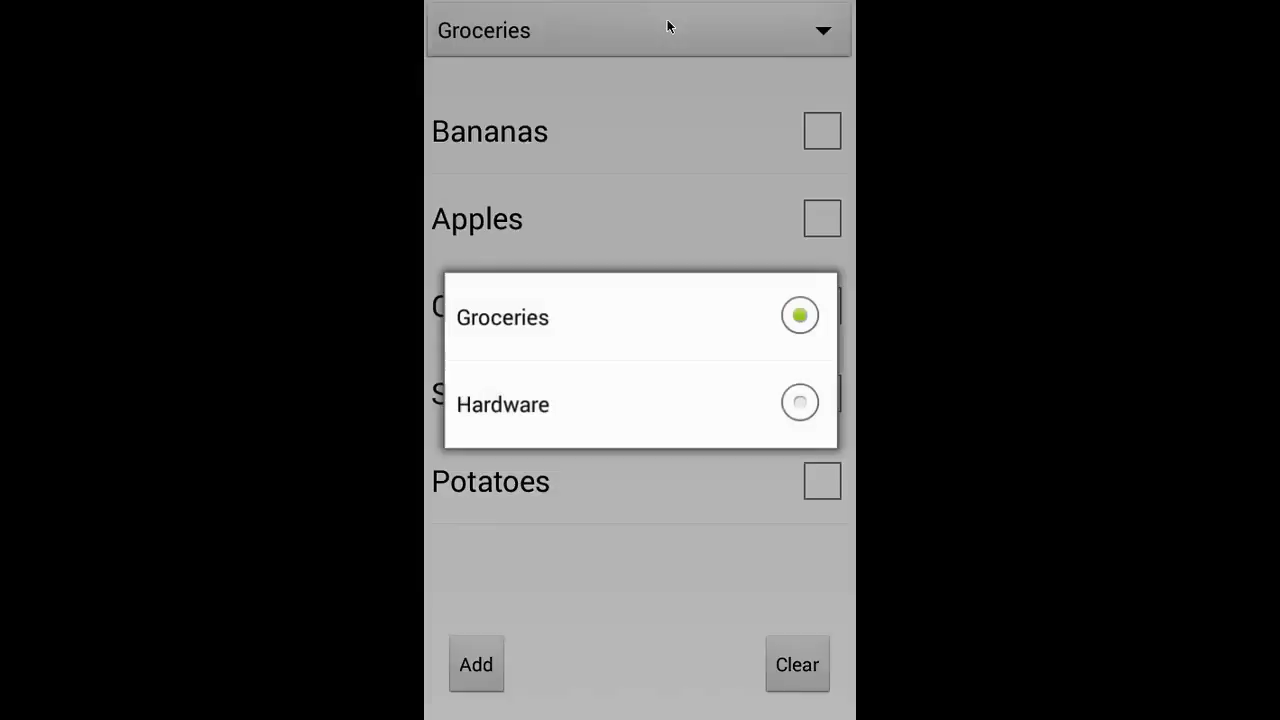 Groceries
Bananas
Apples
Groceries
Hardware
Potatoes
Add
Clear